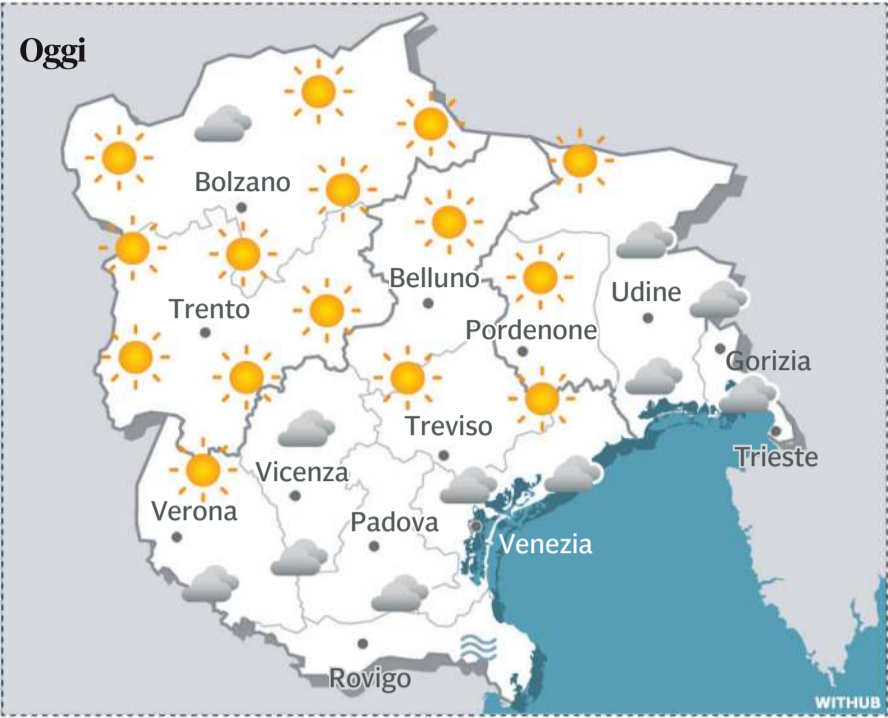 Oggi
Bolzano
Belluno
Udine
Trento
Pordenone
Gorizia
Treviso
Trieste
Vicenza
Verona
Padova
Venezia
Rovigo
WITHUB